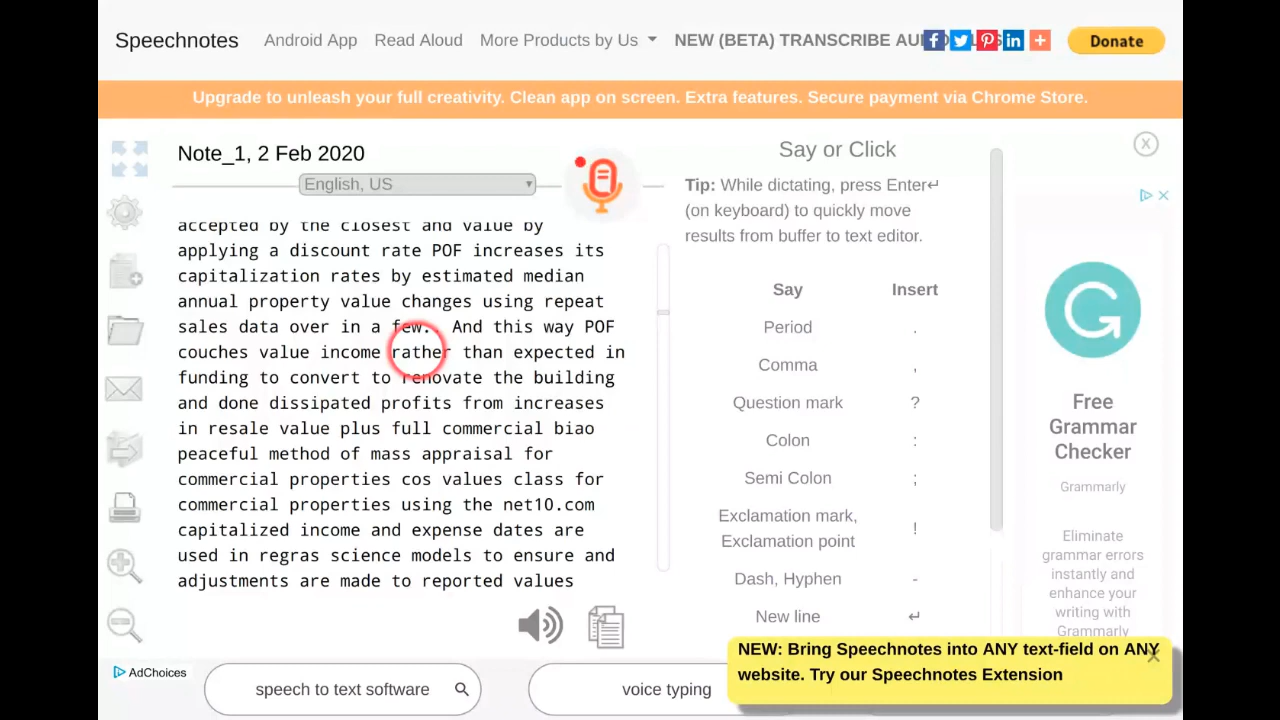 Speechnotes Android App Read Aloud More Products by Us NEW (BETA) TRANSCRIBE Donate
Upgrade to unleash your full creativity. Clean app on screen. Extra features. Secure payment via Chrome Store.
Note_1, 2 Feb 2020
English, US
accepted by the closest and value by
applying a discount rate POF increases its
capitalization rates by estimated median
annual property value changes using repeat
sales data over in a few.. And this way POF
couches value income rather than expected in
funding to convert to renovate the building
and done dissipated profits from increases
in resale value plus full commercial biao
peaceful method of mass appraisal for
commercial properties cos values class for
commercial properties using the net10.com
capitalized income and expense dates are
used in regras science models to ensure and
adjustments are made to reported values
Say or Click
Tip: While dictating, press Enter↵
(on keyboard) to quickly move
results from buffer to text editor.
Say Insert
Period .
Comma ,
Question mark ?
Colon :
Semi Colon ;
Exclamation mark,
Exclamation point !
Dash, Hyphen -
New line ↵
Free
Grammar
Checker
Grammarly
Eliminate
grammar errors
instantly and
enhance your
writing with
Grammarly
NEW: Bring Speechnotes into ANY text-field on ANY
website. Try our Speechnotes Extension
AdChoices
speech to text software
voice typing